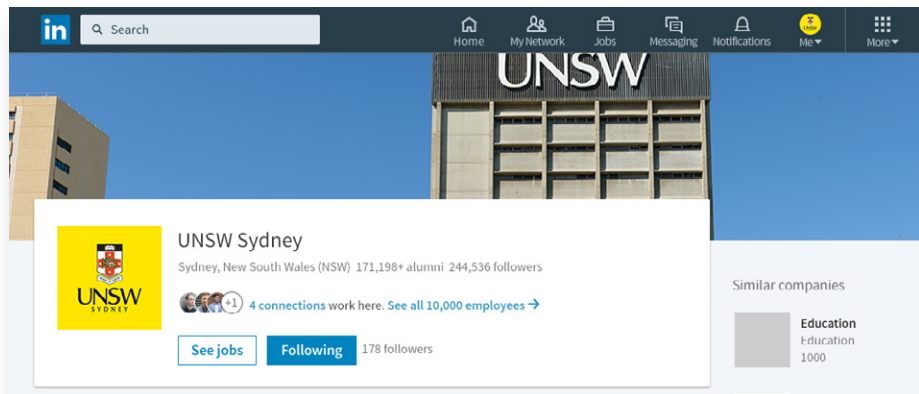 in
Search
Home
My Network
Jobs
Messaging
Notifications
UNSW
Me
More
UNSW
UNSW
SYDNEY
UNSW Sydney
Sydney, New South Wales (NSW) 171,198+ alumni 244,536 followers
+1 4 connections work here. See all 10,000 employees →
See jobs
Following
178 followers
Similar companies
Education
Education
1000